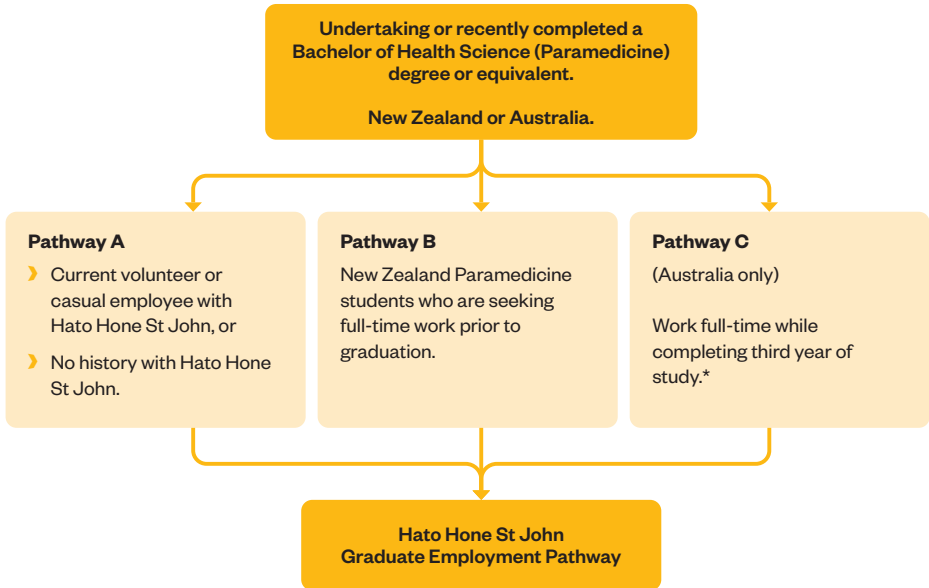 Undertaking or recently completed a
Bachelor of Health Science (Paramedicine)
degree or equivalent.
New Zealand or Australia.
Pathway A
Current volunteer or
casual employee with
Hato Hone St John, or
No history with Hato Hone
St John.
Pathway B
New Zealand Paramedicine
students who are seeking
full-time work prior to
graduation.
Pathway C
(Australia only)
Work full-time while
completing third year of
study.*
Hato Hone St John
Graduate Employment Pathway